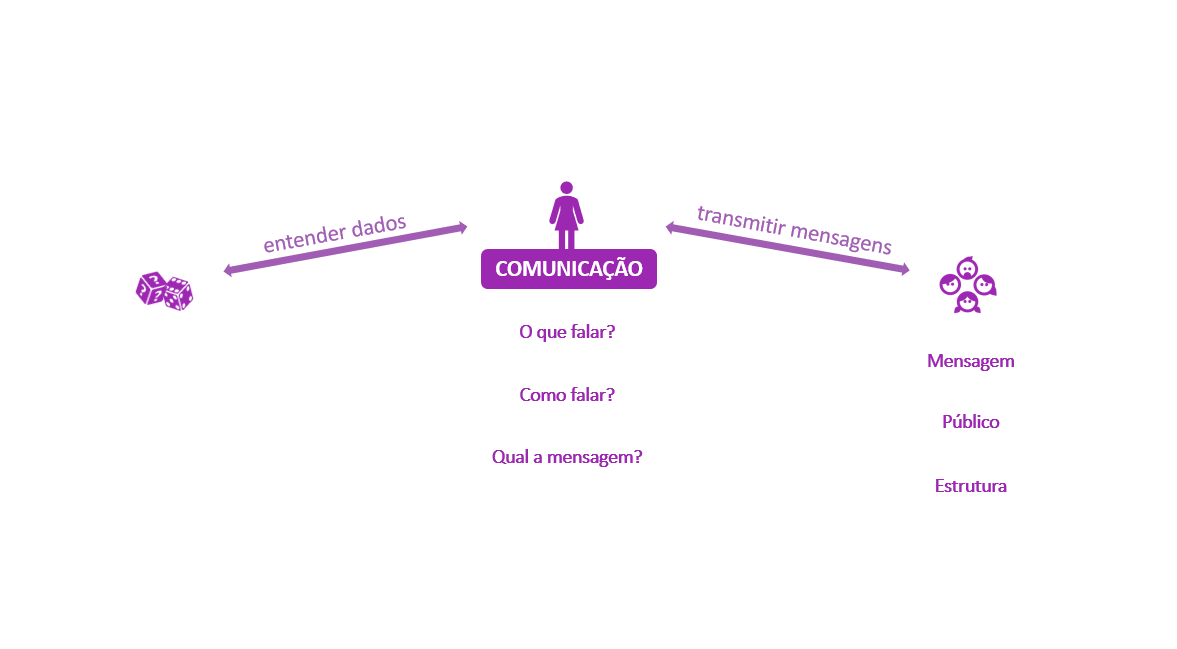 entender dados
transmitir mensagens
COMUNICAÇÃO
O que falar?
Como falar?
Qual a mensagem?
Mensagem
Público
Estrutura